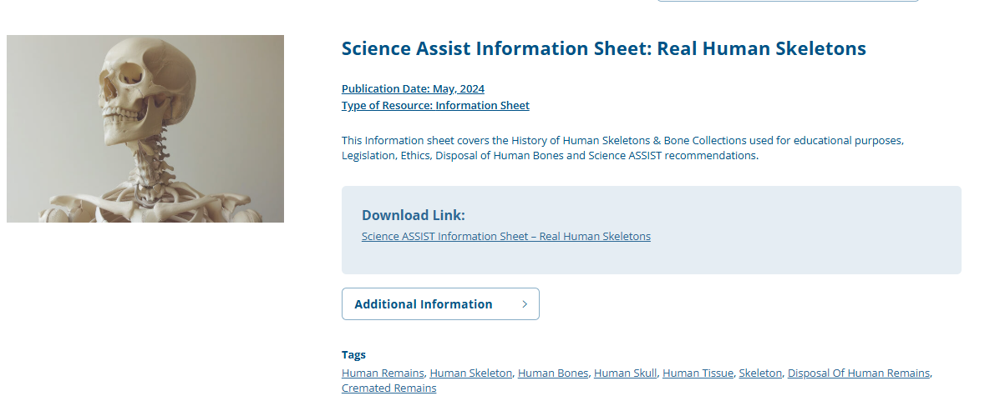 Science Assist Information Sheet: Real Human Skeletons
Publication Date: May, 2024
Type of Resource: Information Sheet
This Information sheet covers the History of Human Skeletons & Bone Collections used for educational purposes,
Legislation, Ethics, Disposal of Human Bones and Science ASSIST recommendations.
Download Link:
Science ASSIST Information Sheet – Real Human Skeletons
Additional Information
Tags
Human Remains, Human Skeleton, Human Bones, Human Skull, Human Tissue, Skeleton, Disposal Of Human Remains,
Cremated Remains